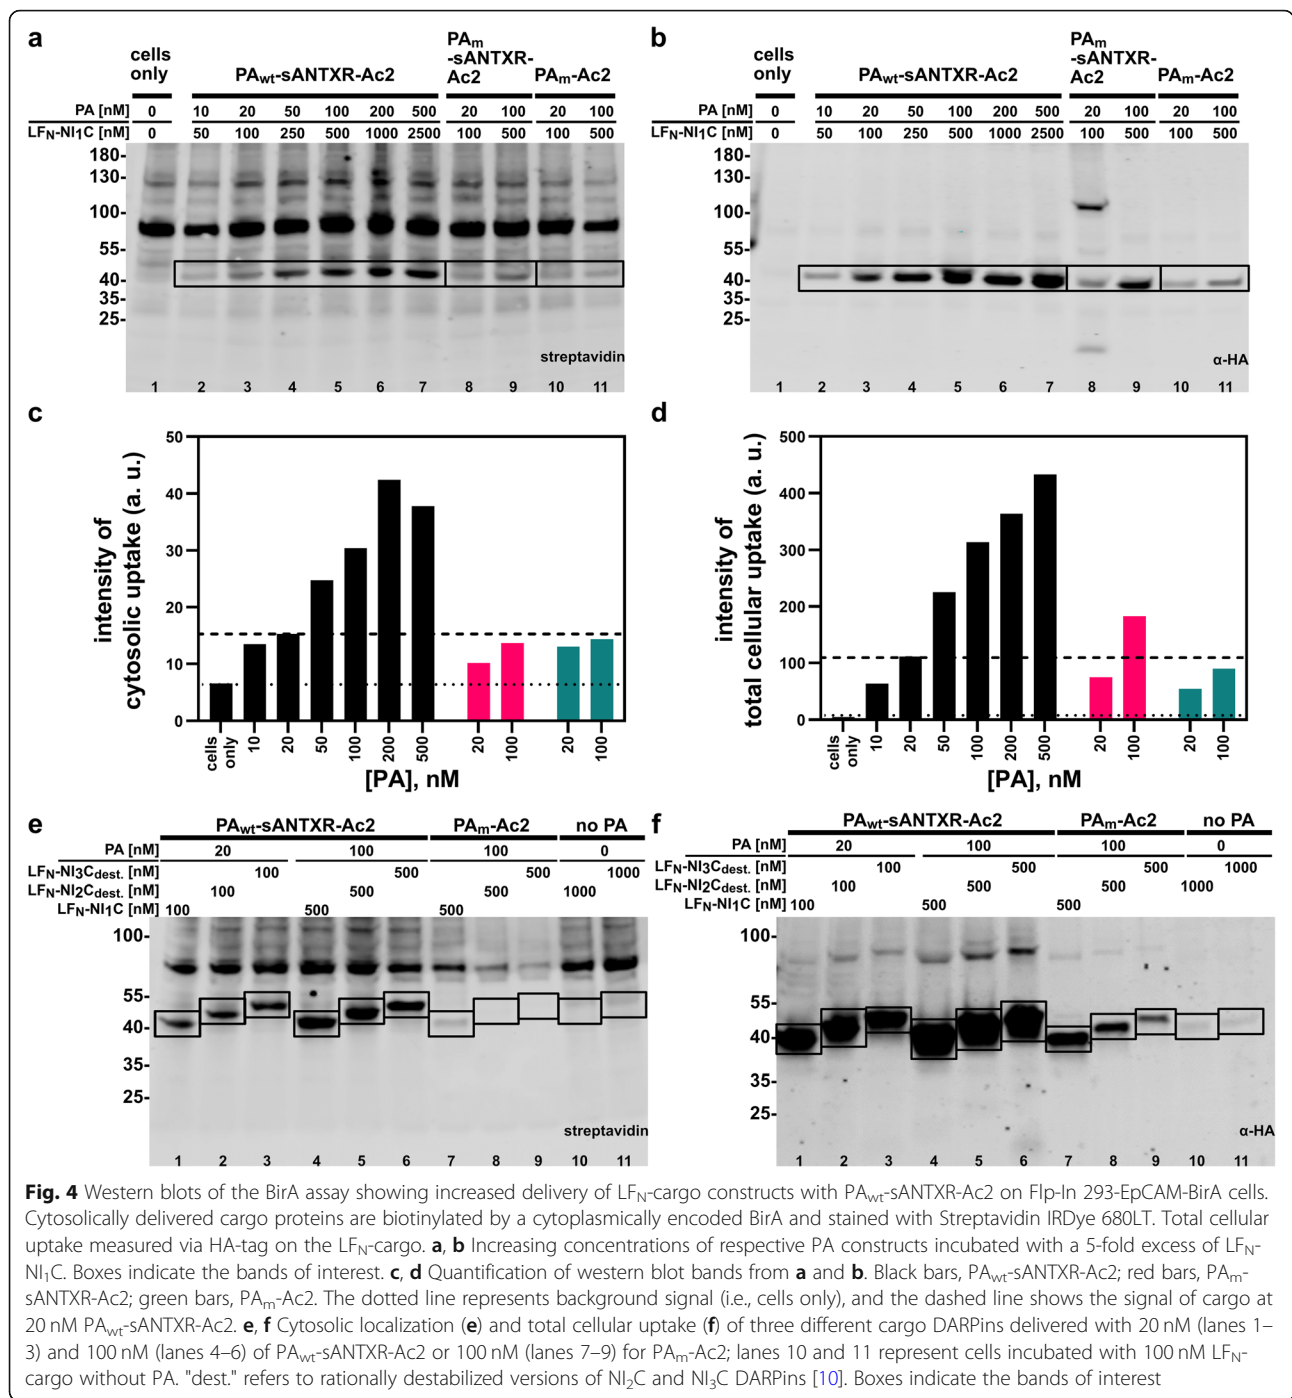 a
cells only
PAwt-sANTXR-Ac2
PAm -sANTXR-Ac2
PAm-Ac2
PA [nM] 0 10 20 50 100 200 500 20 100 20 100
LFN-NI1C [nM] 0 50 100 250 500 1000 2500 100 500 100 500
180-
130-
100-
55-
40-
35-
25-
streptavidin
1 2 3 4 5 6 7 8 9 10 11
b
cells only
PAwt-sANTXR-Ac2
PAm -sANTXR-Ac2
PAm-Ac2
PA [nM] 0 10 20 50 100 200 500 20 100 20 100
LFN-NI1C [nM] 0 50 100 250 500 1000 2500 100 500 100 500
180-
130-
100-
55-
40-
35-
25-
α-HA
1 2 3 4 5 6 7 8 9 10 11
c
intensity of
cytosolic uptake (a. u.)
50
40
30
20
10
0
cells only 10 20 50 100 200 500 20 100 20 100
[PA], nM
d
intensity of
total cellular uptake (a. u.)
500
400
300
200
100
0
cells only 10 20 50 100 200 500 20 100 20 100
[PA], nM
e
PAwt-sANTXR-Ac2 PAm-Ac2 no PA
PA [nM] 20 100 100 0
LFN-NI3Cdest. [nM] 100 500 500 1000
LFN-NI2Cdest. [nM] 100 500 500 1000
LFN-NI1C [nM] 100 500 500
100-
55-
40-
35-
25-
streptavidin
1 2 3 4 5 6 7 8 9 10 11
f
PAwt-sANTXR-Ac2 PAm-Ac2 no PA
PA [nM] 20 100 100 0
LFN-NI3Cdest. [nM] 100 500 500 1000
LFN-NI2Cdest. [nM] 100 500 500 1000
LFN-NI1C [nM] 100 500 500
100-
55-
40-
35-
25-
α-HA
1 2 3 4 5 6 7 8 9 10 11
Fig. 4 Western blots of the BirA assay showing increased delivery of LFN-cargo constructs with PAwt-sANTXR-Ac2 on Flp-In 293-EpCAM-BirA cells.
Cytosolically delivered cargo proteins are biotinylated by a cytoplasmically encoded BirA and stained with Streptavidin IRDye 680LT. Total cellular
uptake measured via HA-tag on the LFN-cargo. a, b Increasing concentrations of respective PA constructs incubated with a 5-fold excess of LFN-
NI1C. Boxes indicate the bands of interest. c, d Quantification of western blot bands from a and b. Black bars, PAwt-sANTXR-Ac2; red bars, PAm-
sANTXR-Ac2; green bars, PAm-Ac2. The dotted line represents background signal (i.e., cells only), and the dashed line shows the signal of cargo at
20 nM PAwt-sANTXR-Ac2. e, f Cytosolic localization (e) and total cellular uptake (f) of three different cargo DARPins delivered with 20 nM (lanes 1–
3) and 100 nM (lanes 4–6) of PAwt-sANTXR-Ac2 or 100 nM (lanes 7–9) for PAm-Ac2; lanes 10 and 11 represent cells incubated with 100 nM LFN-
cargo without PA. "dest." refers to rationally destabilized versions of NI2C and NI3C DARPins [10]. Boxes indicate the bands of interest